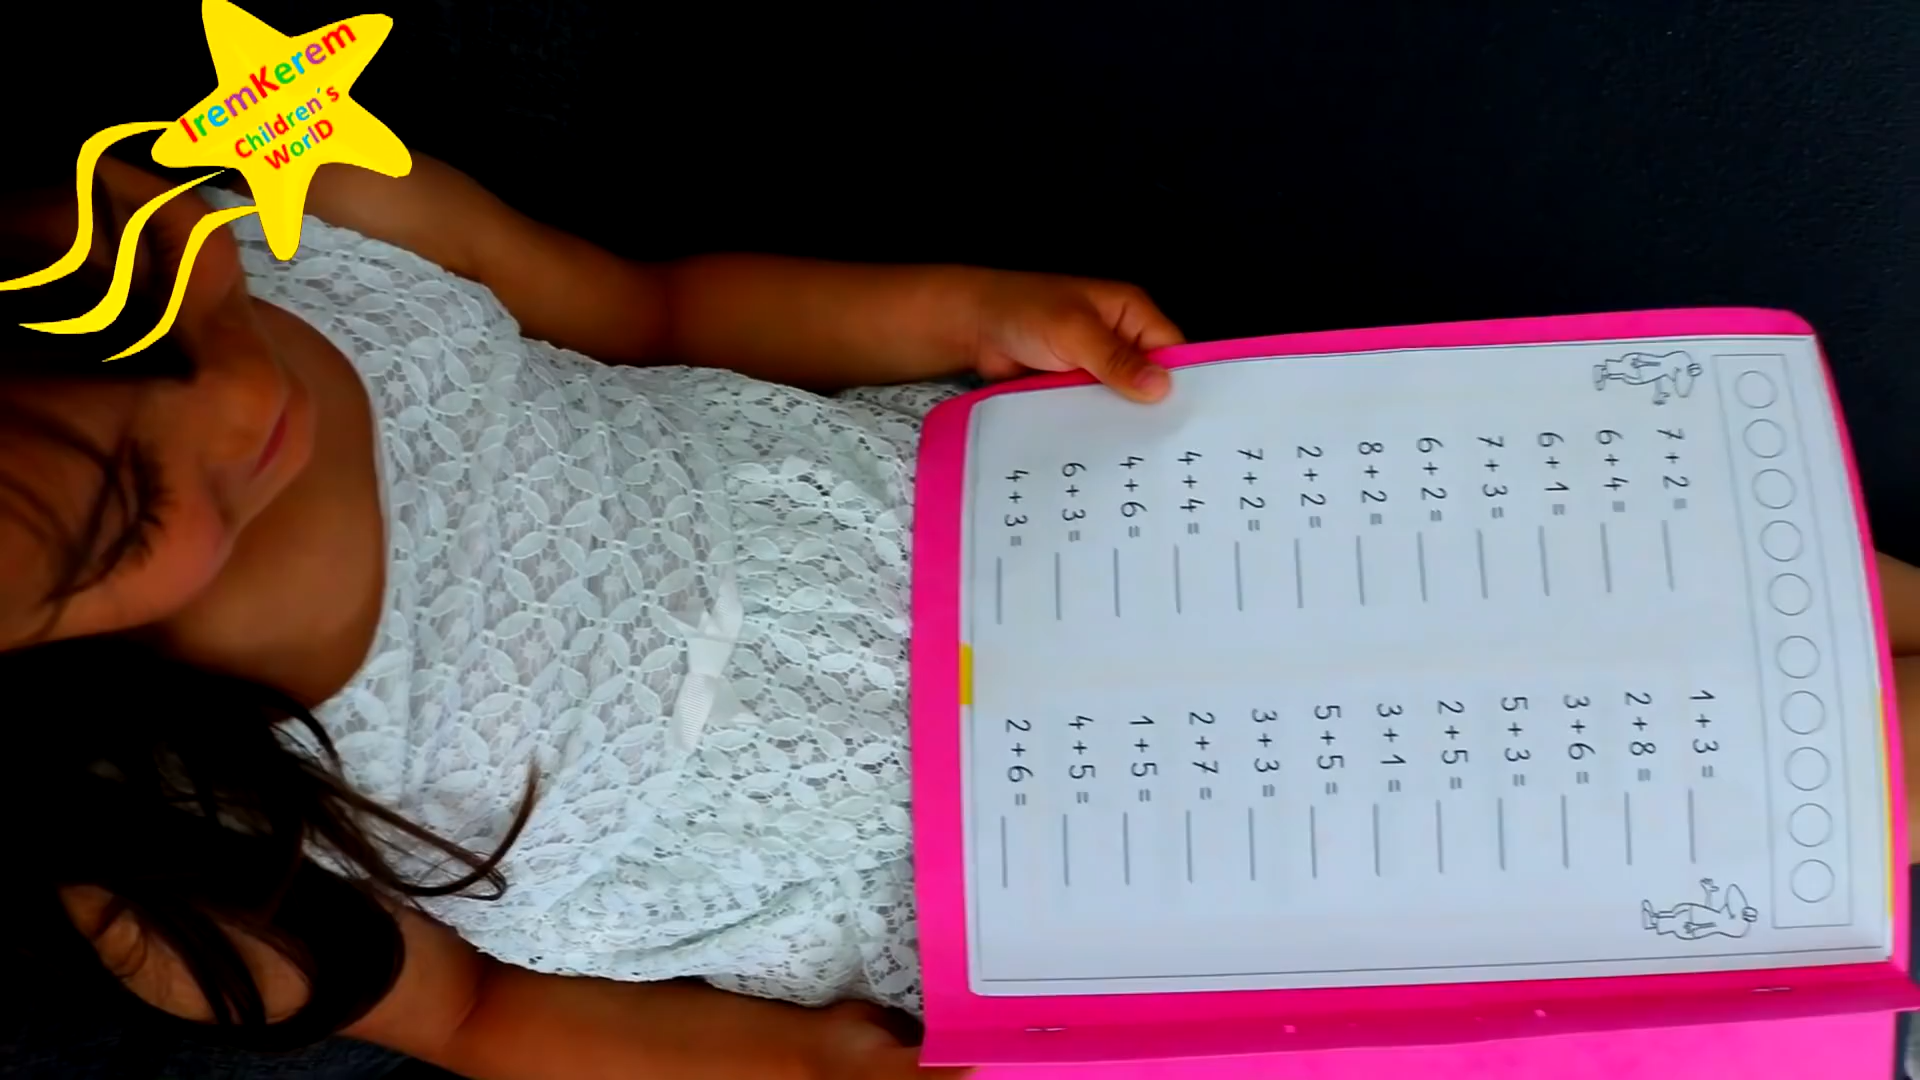 IremKerem
Children´s
WorlD
7 + 2 =
6 + 4 =
6 + 1 =
7 + 3 =
6 + 2 =
8 + 2 =
2 + 2 =
7 + 2 =
4 + 4 =
4 + 6 =
6 + 3 =
4 + 3 =
1 + 3 =
2 + 8 =
3 + 6 =
5 + 3 =
2 + 5 =
3 + 1 =
5 + 5 =
3 + 3 =
2 + 7 =
1 + 5 =
4 + 5 =
2 + 6 =